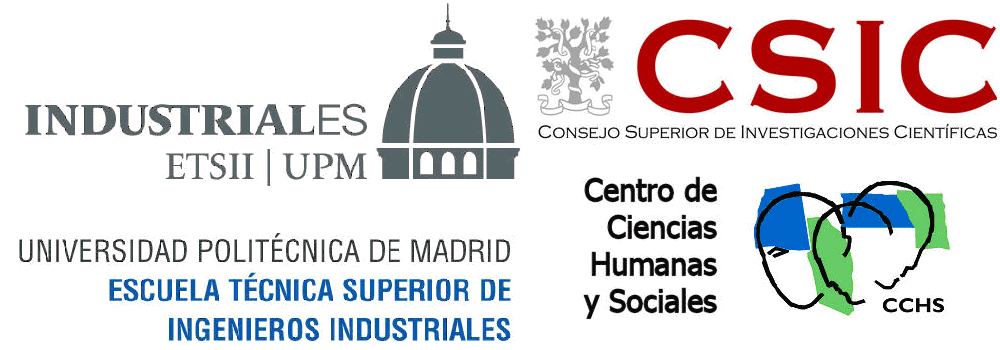 INDUSTRIALES
ETSII | UPM
UNIVERSIDAD POLITÉCNICA DE MADRID
ESCUELA TÉCNICA SUPERIOR DE
INGENIEROS INDUSTRIALES
CSIC
CONSEJO SUPERIOR DE INVESTIGACIONES CIENTÍFICAS
Centro de
Ciencias
Humanas
y Sociales
CCHS